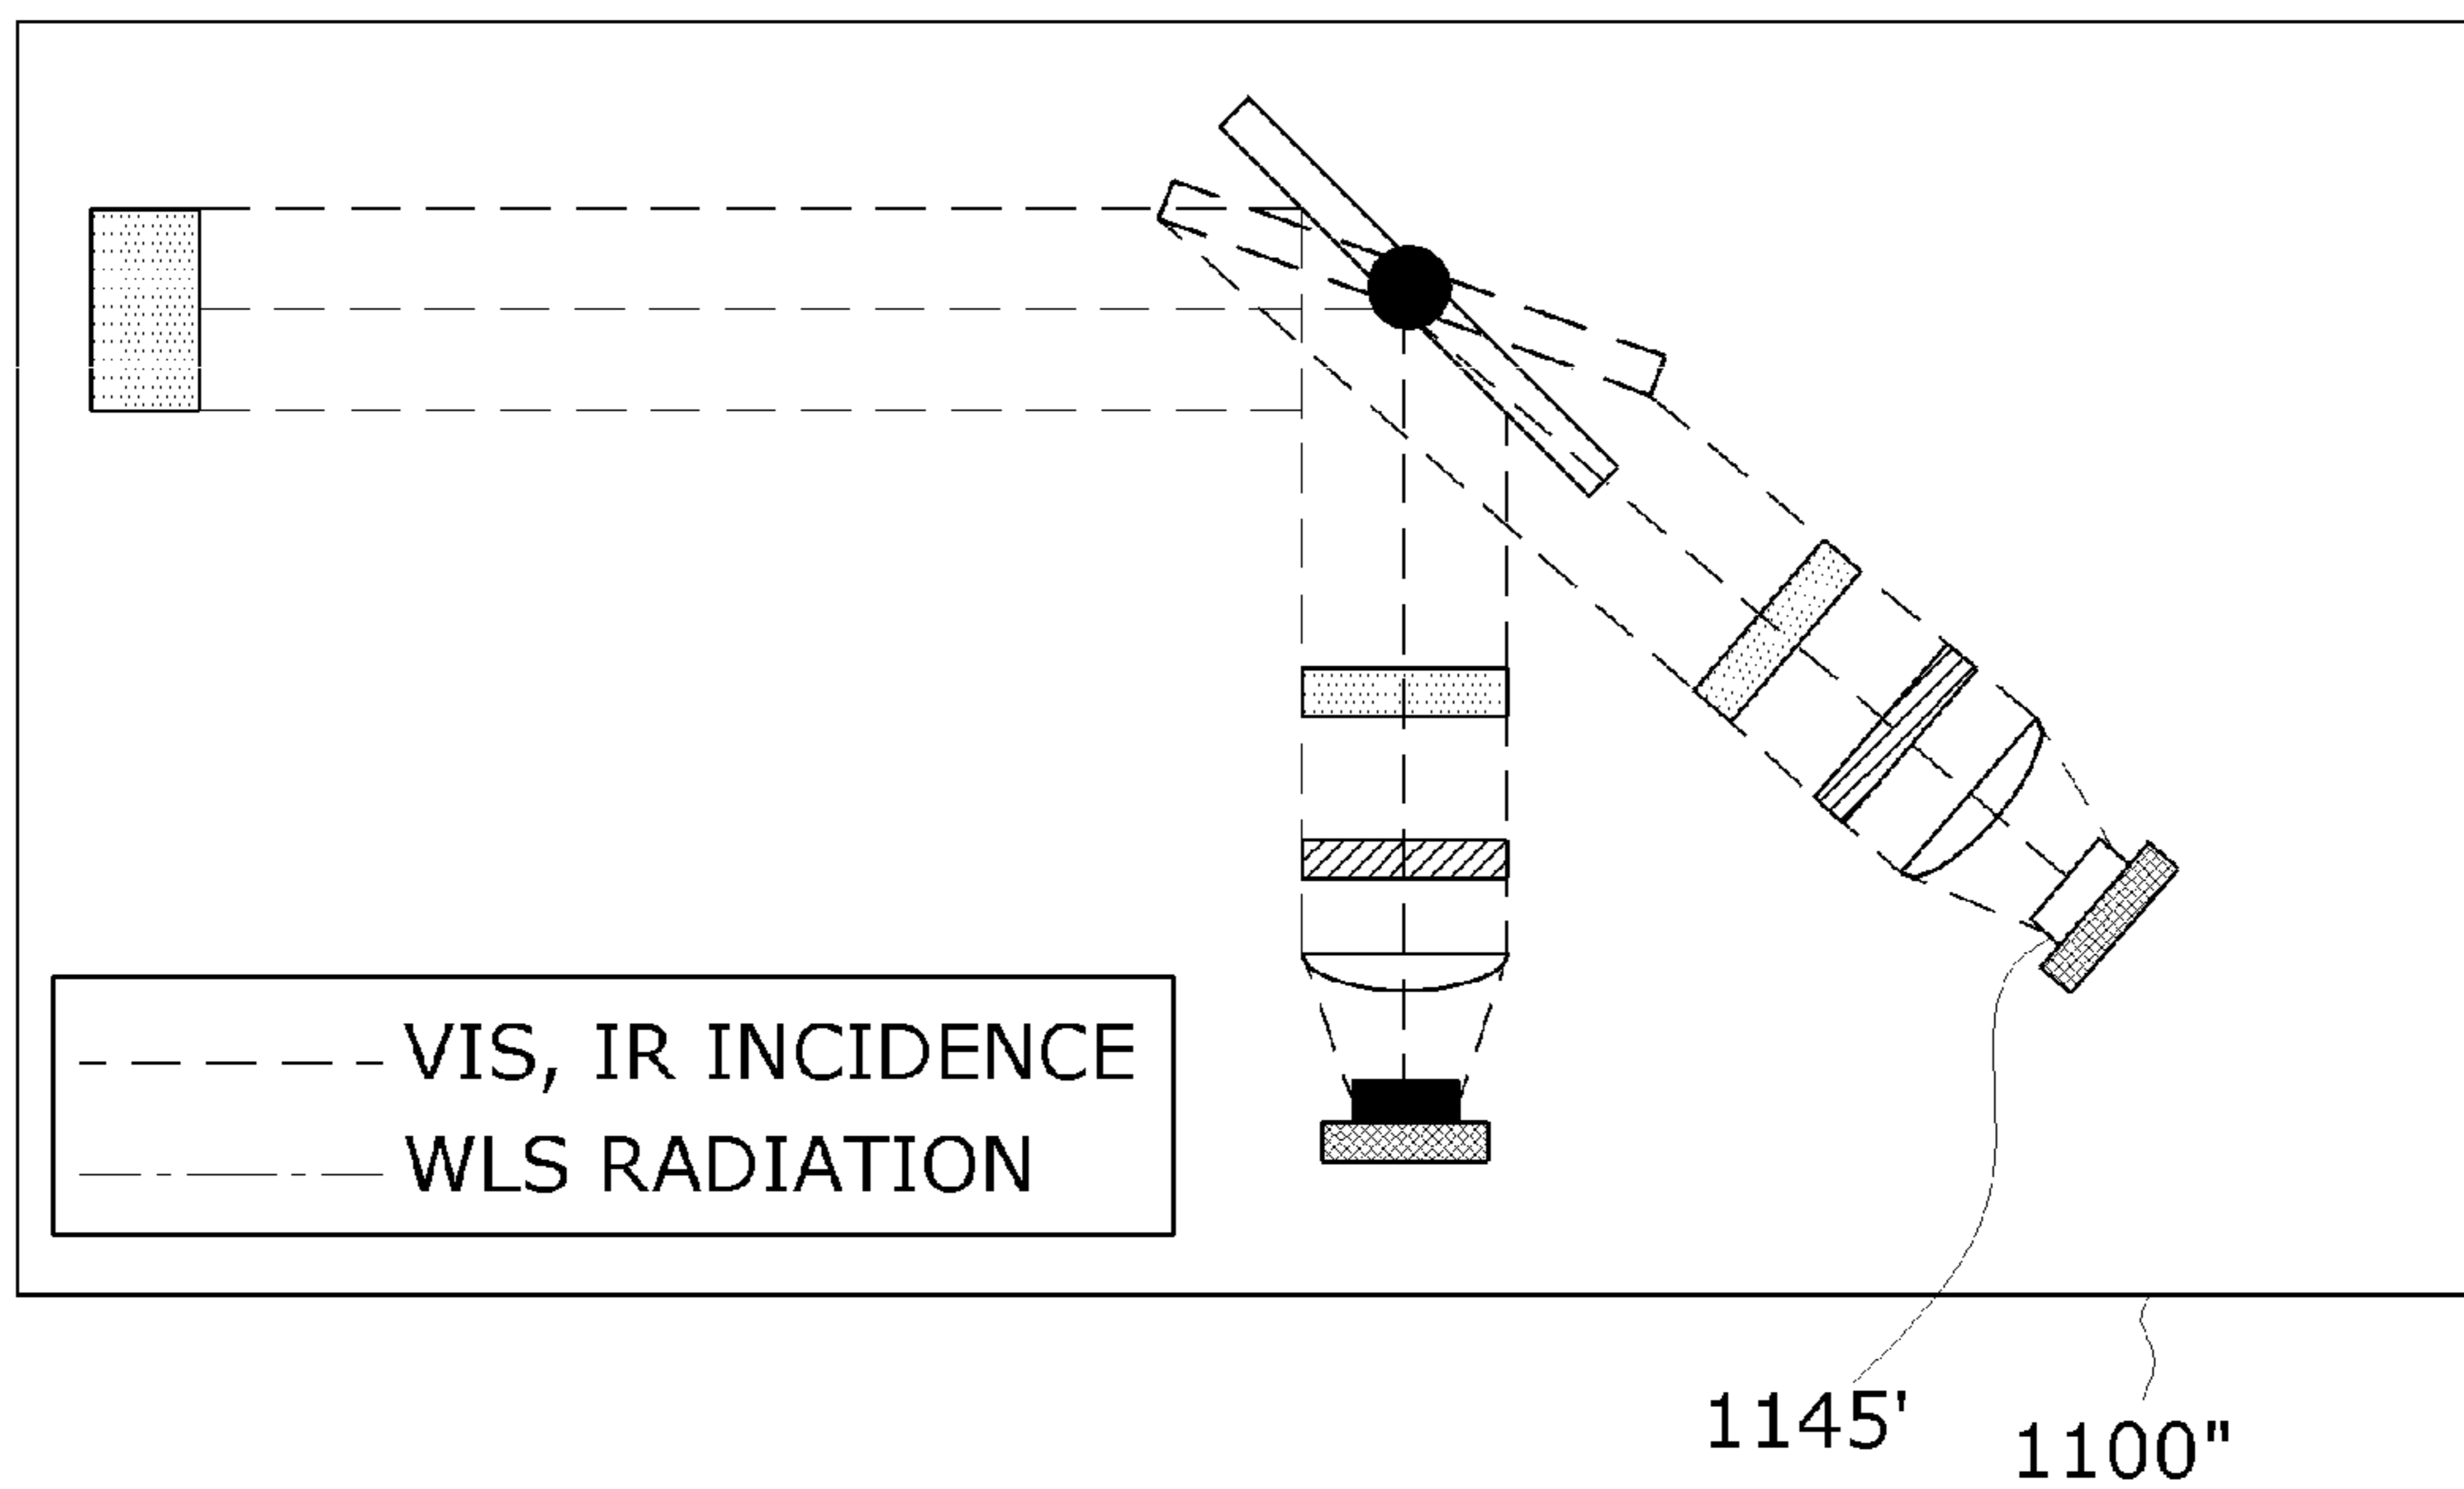 VIS, IR INCIDENCE
WLS RADIATION
1145'
1100"